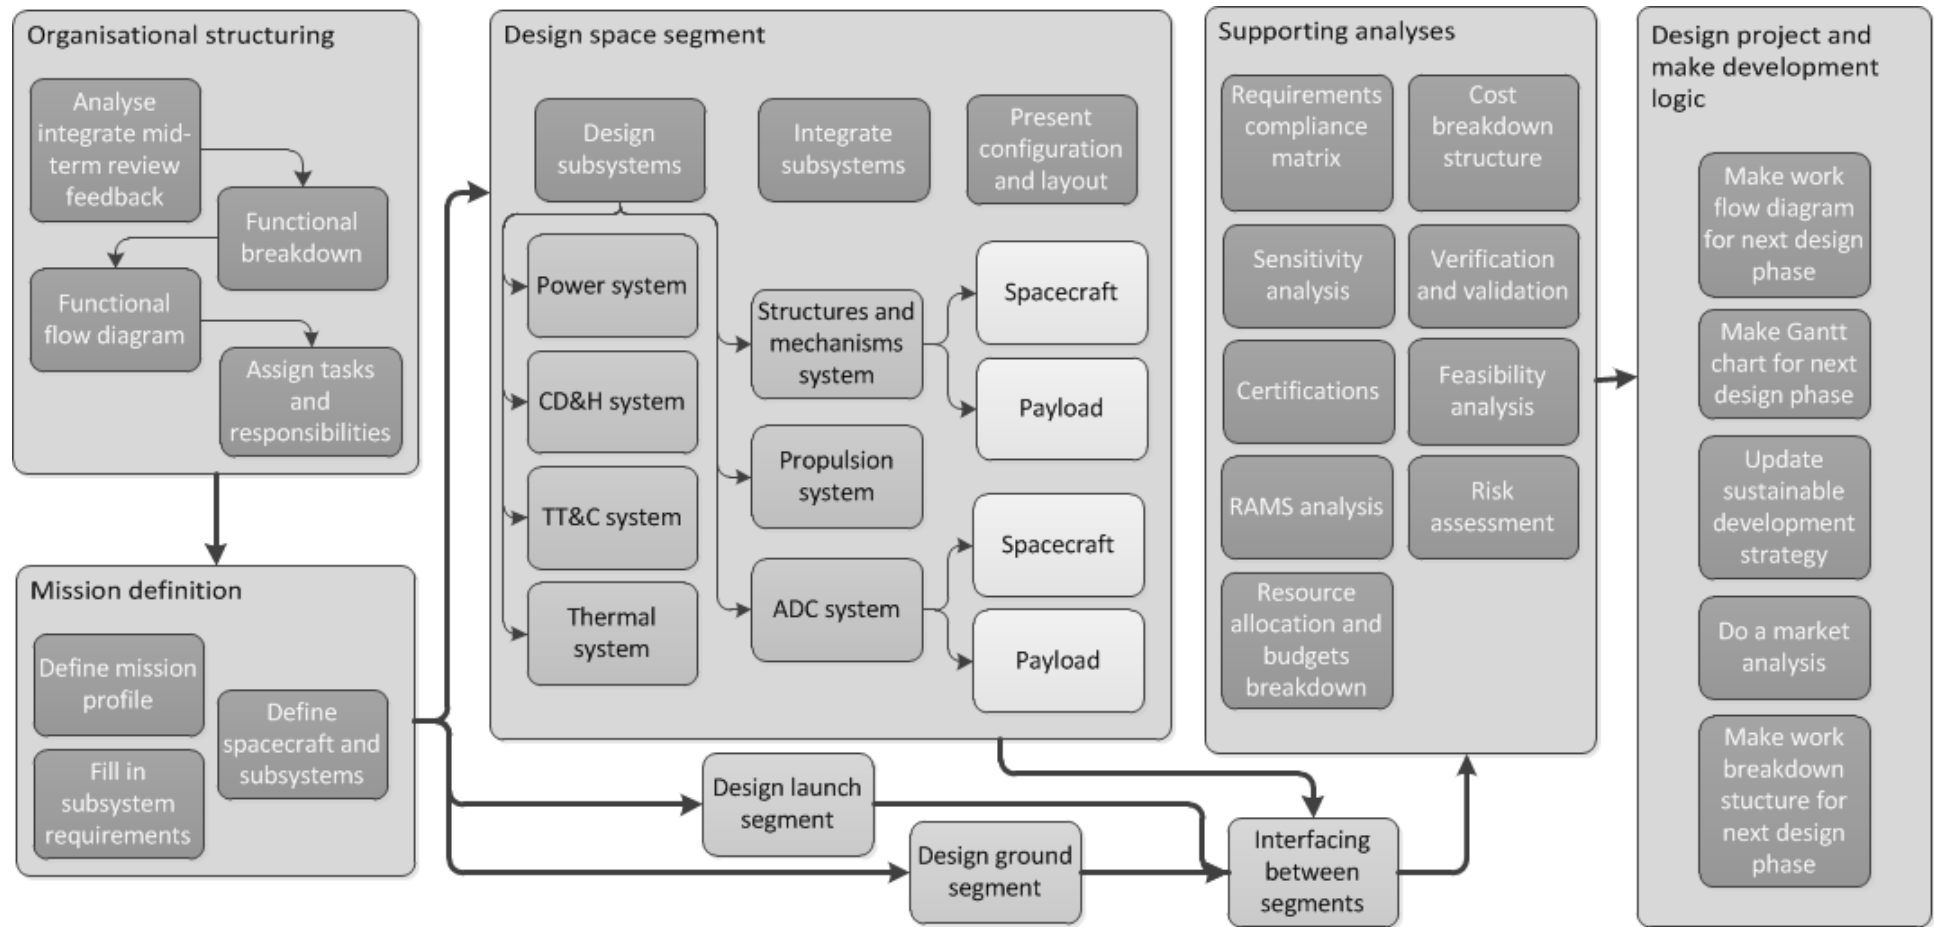 Organisational structuring
Analyse
integrate mid-
term review
feedback
Functional
breakdown
Functional
flow diagram
Assign tasks
and
responsibilities
Mission definition
Define mission
profile
Fill in
subsystem
requirements
Define
spacecraft and
subsystems
Design space segment
Design
subsystems
Integrate
subsystems
Present
configuration
and layout
Power system
CD&H system
TT&C system
Thermal
system
Structures and
mechanisms
system
Propulsion
system
ADC system
Spacecraft
Payload
Spacecraft
Payload
Design launch
segment
Design ground
segment
Interfacing
between
segments
Supporting analyses
Requirements
compliance
matrix
Cost
breakdown
structure
Sensitivity
analysis
Verification
and validation
Certifications
Feasibility
analysis
RAMS analysis
Risk
assessment
Resource
allocation and
budgets
breakdown
Design project and
make development
logic
Make work
flow diagram
for next design
phase
Make Gantt
chart for next
design phase
Update
sustainable
development
strategy
Do a market
analysis
Make work
breakdown
stucture for
next design
phase